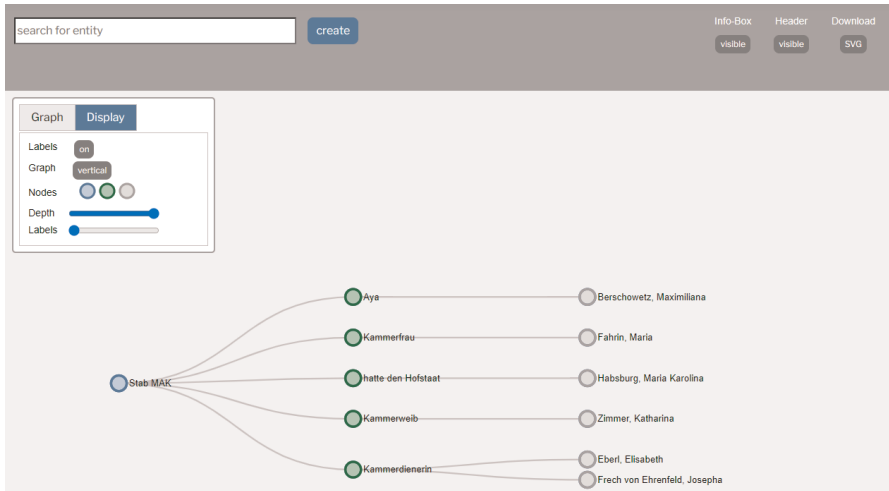 search for entity
create
Info-Box Header Download
visible visible SVG
Graph Display
Labels on
Graph vertical
Nodes
Depth
Labels
Aya Berschowetz, Maximiliana
Kammerfrau Fahrin, Maria
Stab MAK
hatte den Hofstaat Habsburg, Maria Karolina
Kammerweib Zimmer, Katharina
Kammerdienerin
Eberl, Elisabeth
Frech von Ehrenfeld, Josepha